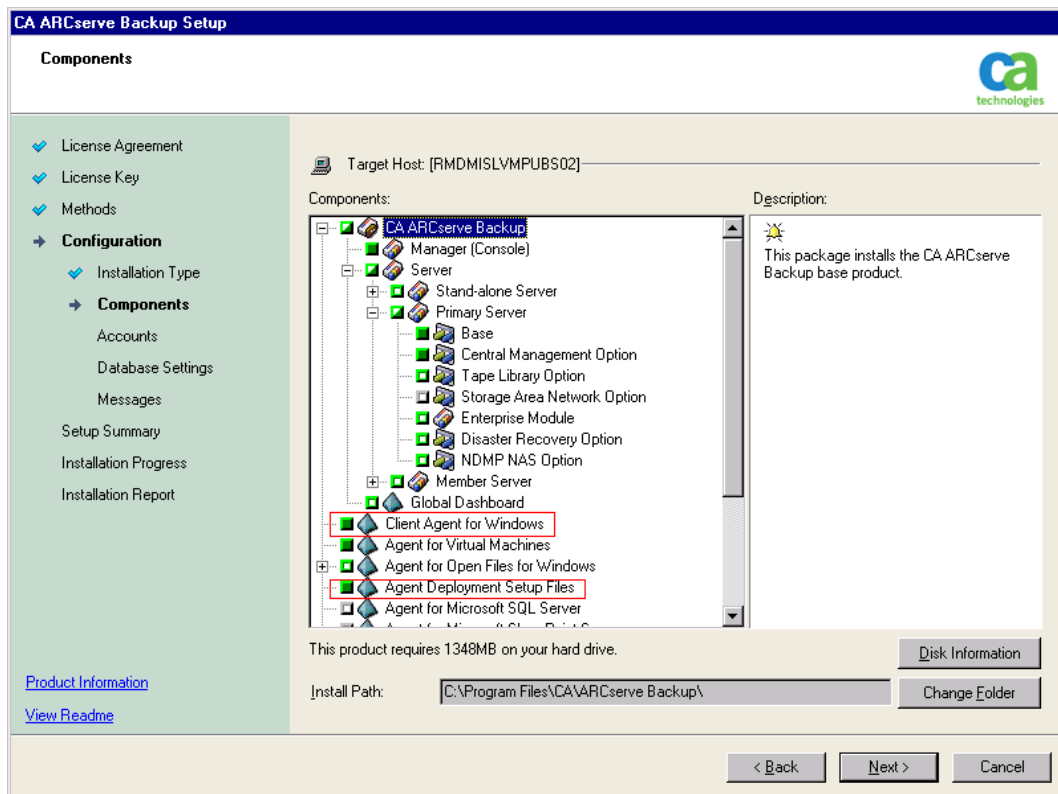 CA ARCserve Backup Setup
Components
ca
technologies
License Agreement
License Key
Methods
Configuration
Installation Type
Components
Accounts
Database Settings
Messages
Setup Summary
Installation Progress
Installation Report
Product Information
View Readme
Target Host: [RMDMISLVMPUBS02]
Components:
CA ARCserve Backup
Manager (Console)
Server
Stand-alone Server
Primary Server
Base
Central Management Option
Tape Library Option
Storage Area Network Option
Enterprise Module
Disaster Recovery Option
NDMP NAS Option
Member Server
Global Dashboard
Client Agent for Windows
Agent for Virtual Machines
Agent for Open Files for Windows
Agent Deployment Setup Files
Agent for Microsoft SQL Server
Description:
This package installs the CA ARCserve
Backup base product.
This product requires 1348MB on your hard drive.
Disk Information
Install Path:
C:\Program Files\CA\ARCserve Backup\
Change Folder
< Back
Next >
Cancel